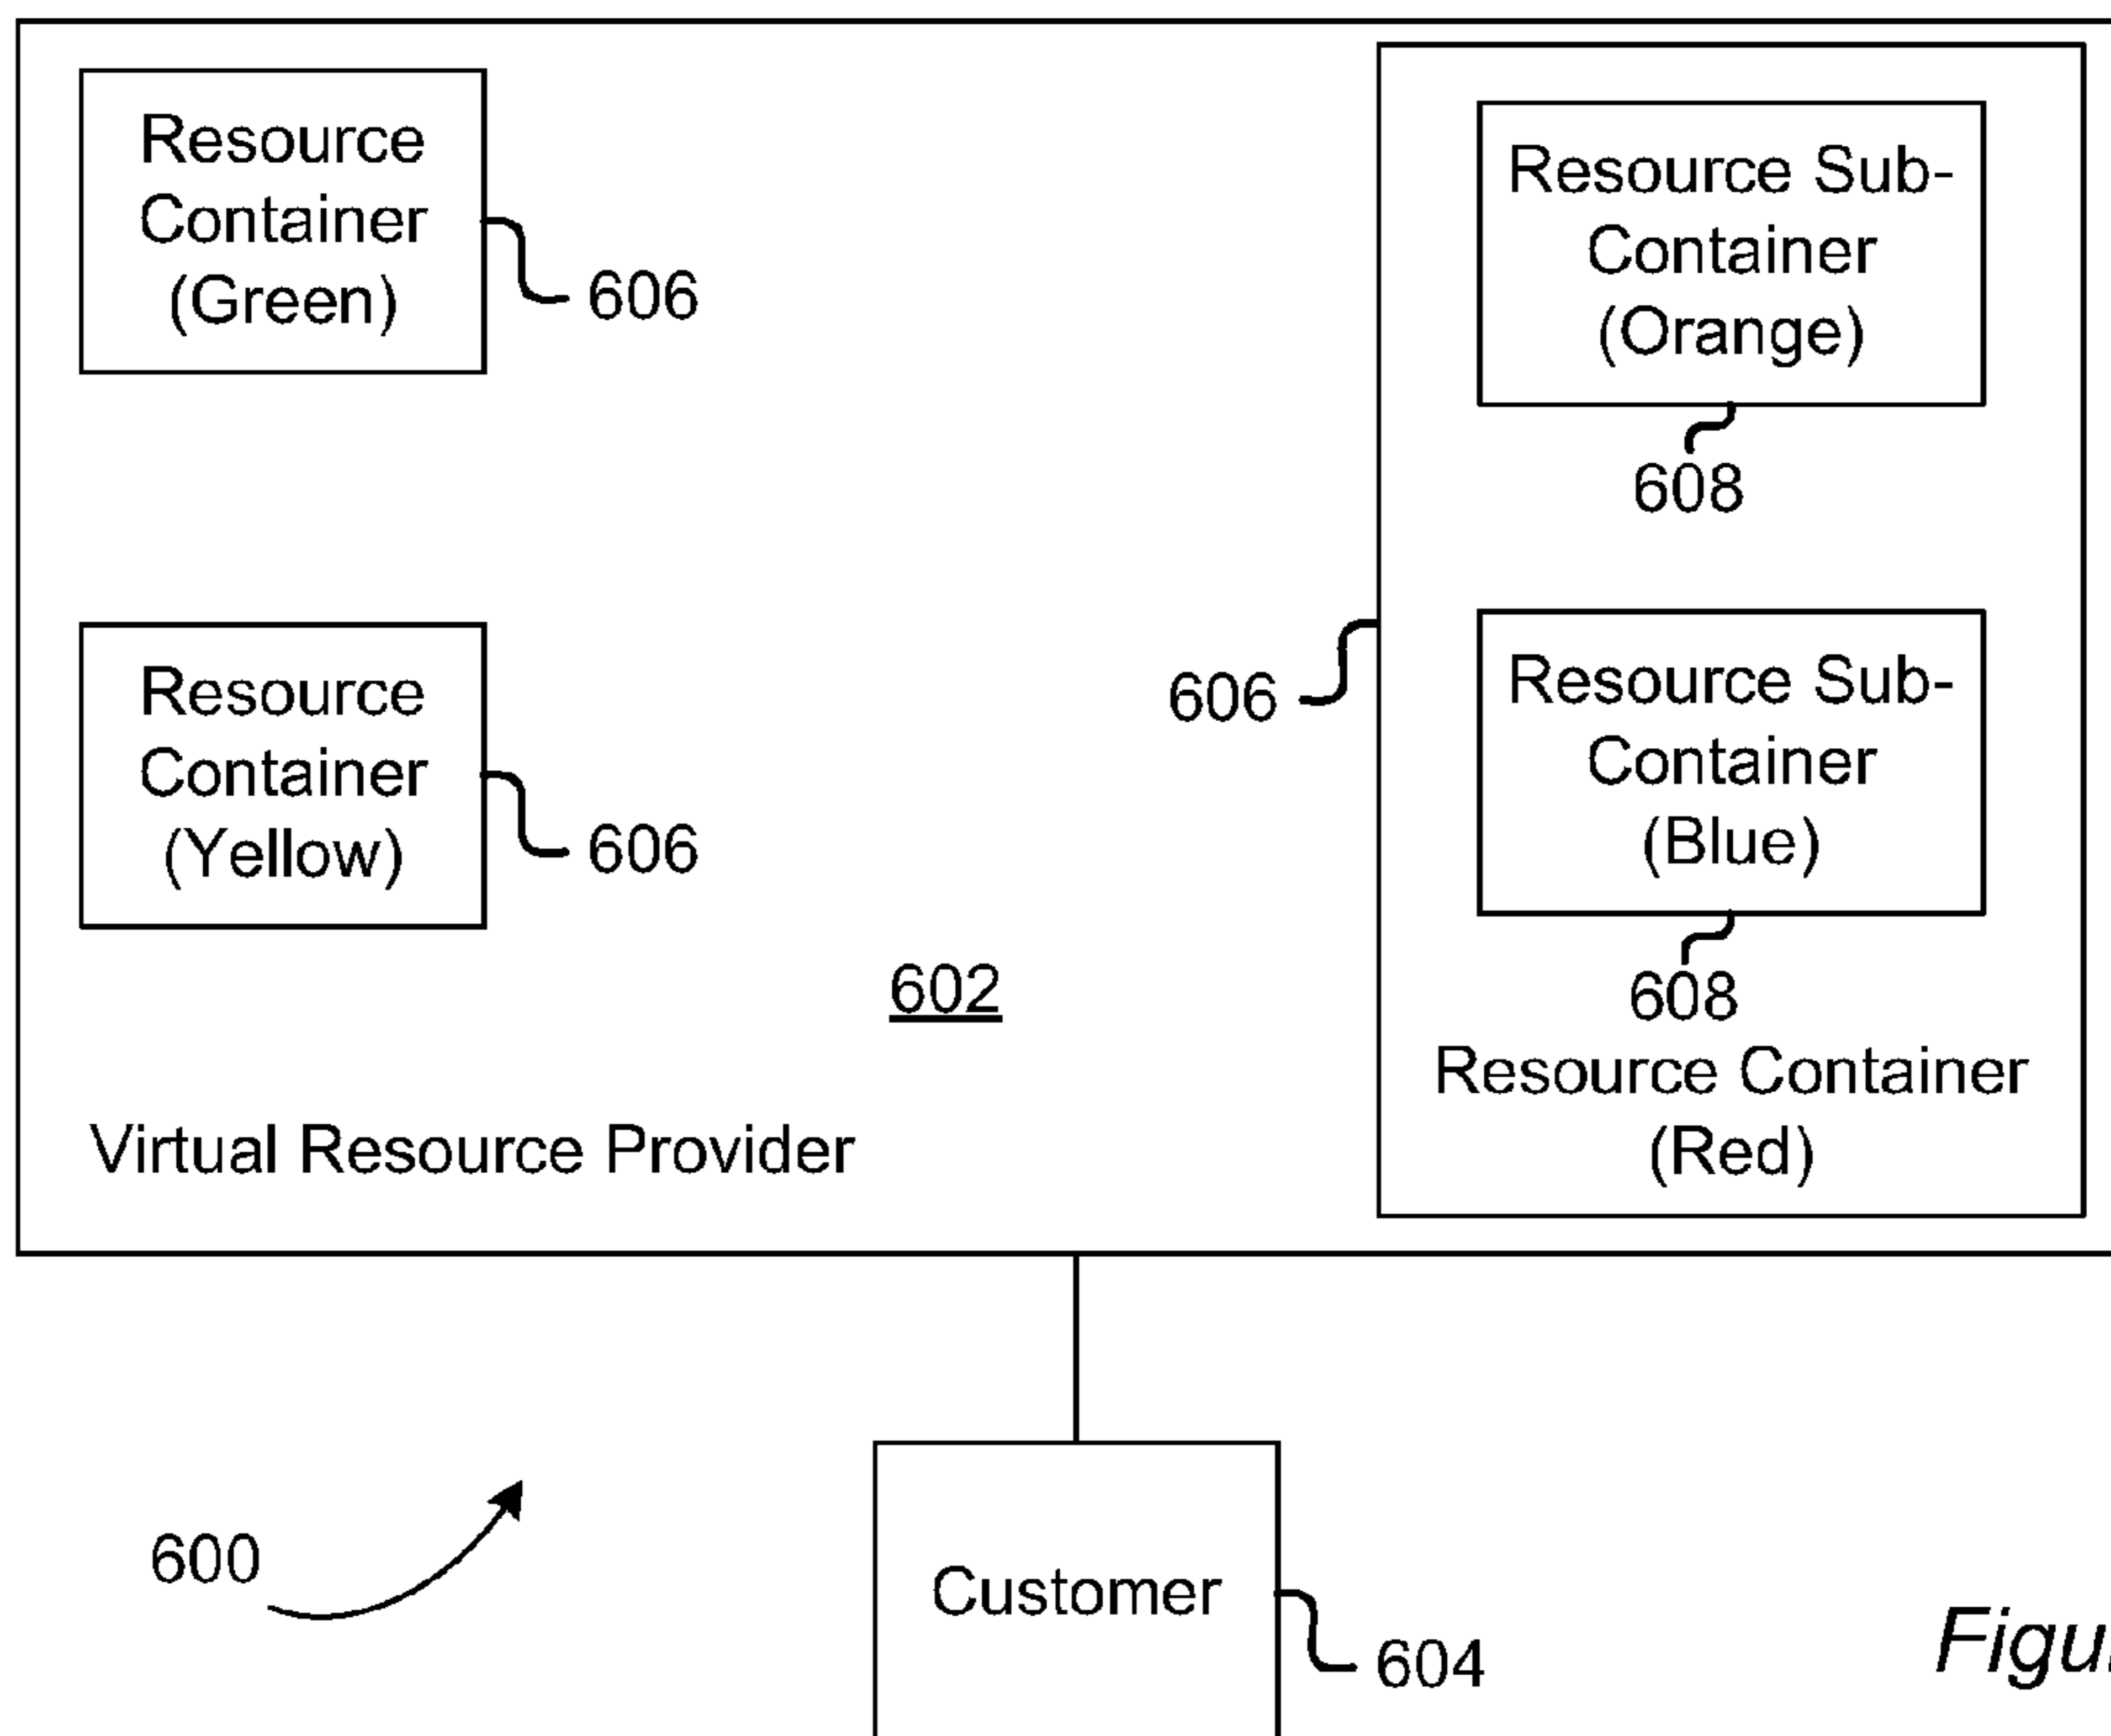 Resource
Container
(Green)
606
Resource
Container
(Yellow)
606
602
Virtual Resource Provider
606
Resource Sub-
Container
(Orange)
608
Resource Sub-
Container
(Blue)
608
Resource Container
(Red)
600
Customer
604